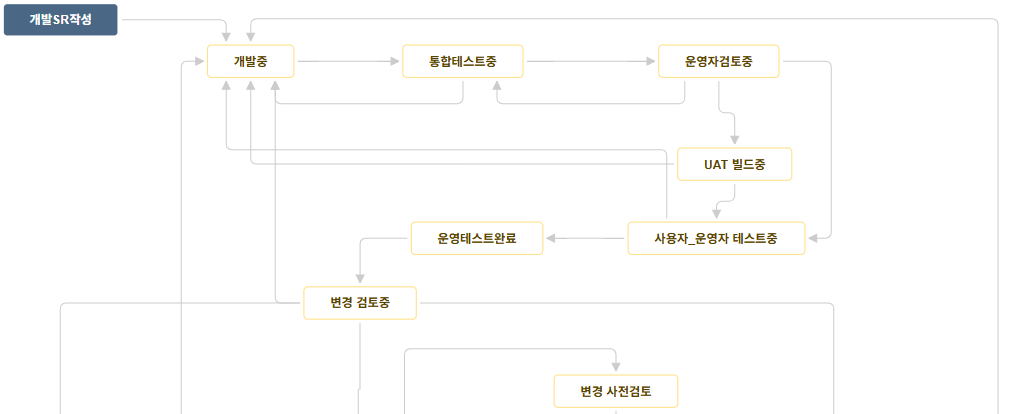 개발SR작성
개발중
통합테스트중
운영자검토중
UAT 빌드중
운영테스트완료
사용자_운영자 테스트중
변경 검토중
변경 사전검토